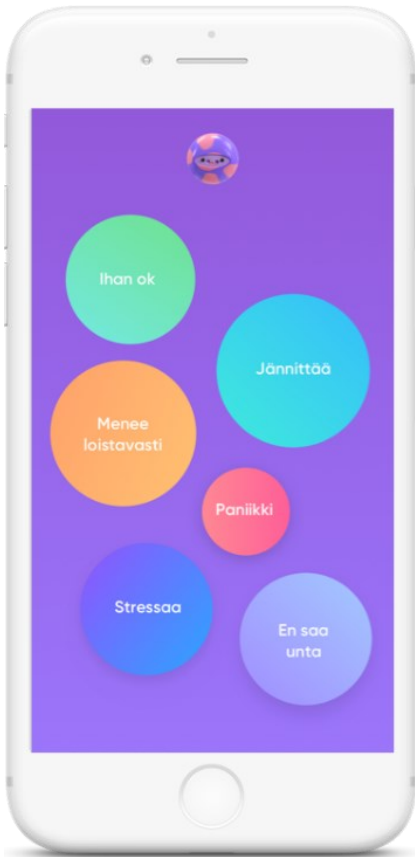 Ihan ok
Jännittää
Menee
loistavasti
Paniikki
Stressaa
En saa
unta